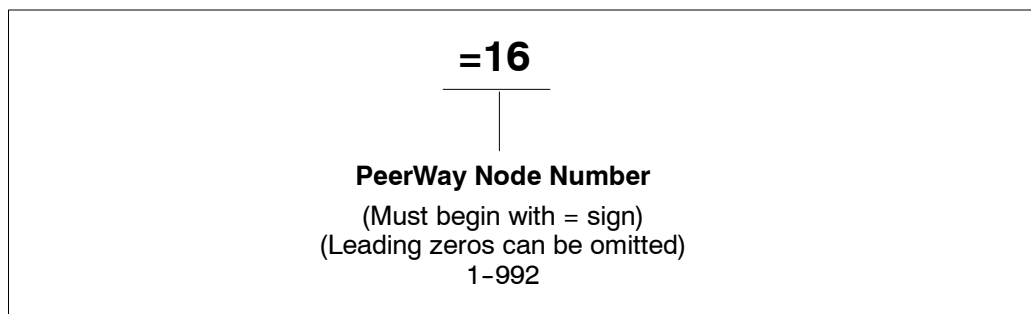 =16
PeerWay Node Number
(Must begin with = sign)
(Leading zeros can be omitted)
1–992